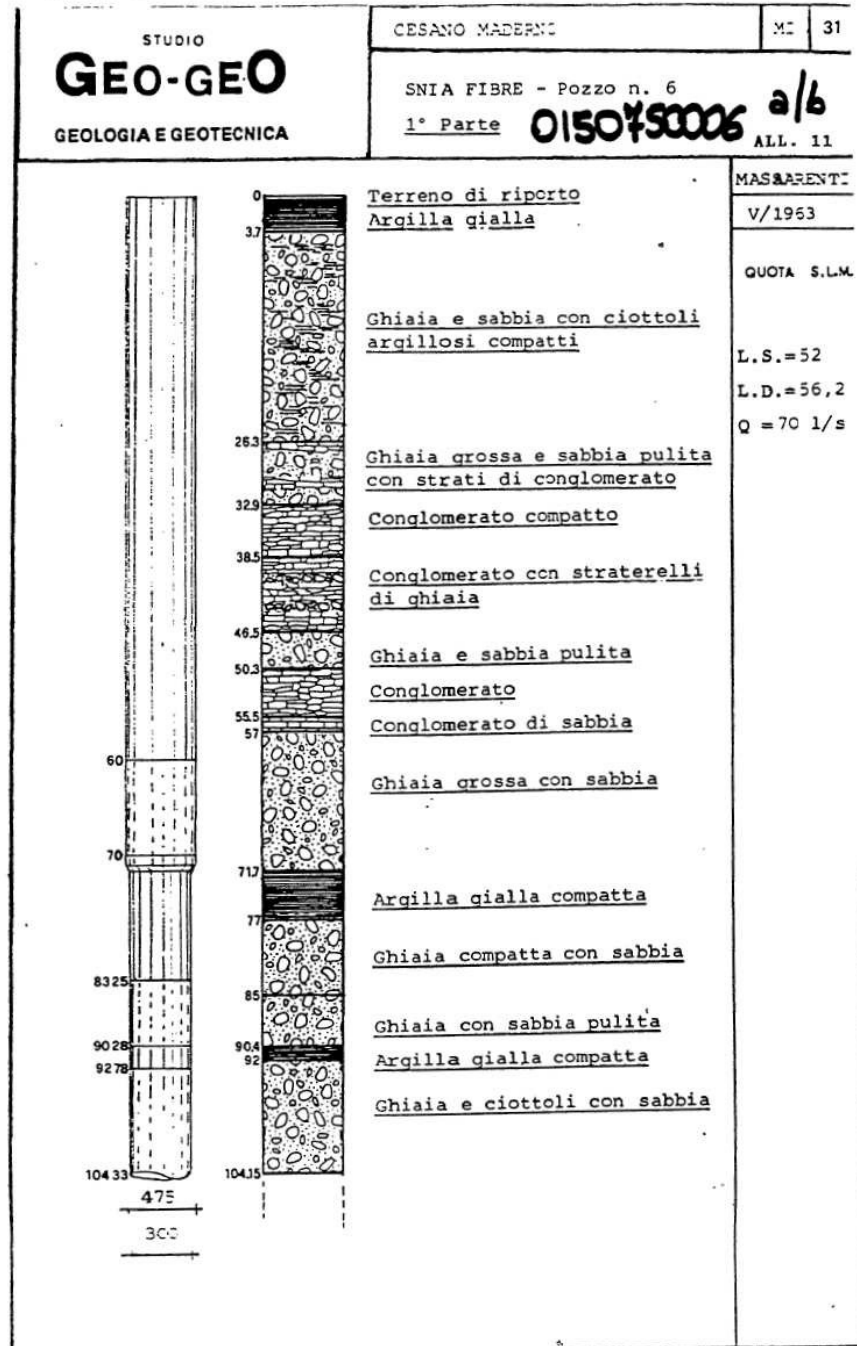 STUDIO
GEO-GEO
GEOLOGIA E GEOTECNICA
CESANO MADERNO
MI
31
SNIA FIBRE - Pozzo n. 6
1° Parte
0150750006
a/b
ALL. 11
MASSARENTI
V/1963
QUOTA S.L.M.
L.S.=52
L.D.=56,2
Q =70 l/s
0
Terreno di riporto
Argilla gialla
3.7
Ghiaia e sabbia con ciottoli
argillosi compatti
26.3
Ghiaia grossa e sabbia pulita
con strati di conglomerato
32.9
Conglomerato compatto
38.5
Conglomerato con straterelli
di ghiaia
46.5
Ghiaia e sabbia pulita
50.3
Conglomerato
55.5
Conglomerato di sabbia
57
60
Ghiaia grossa con sabbia
70
71.7
Argilla gialla compatta
77
Ghiaia compatta con sabbia
83.25
85
Ghiaia con sabbia pulita
90.28
90.4
92
Argilla gialla compatta
92.78
Ghiaia e ciottoli con sabbia
104.33
104.15
475
300